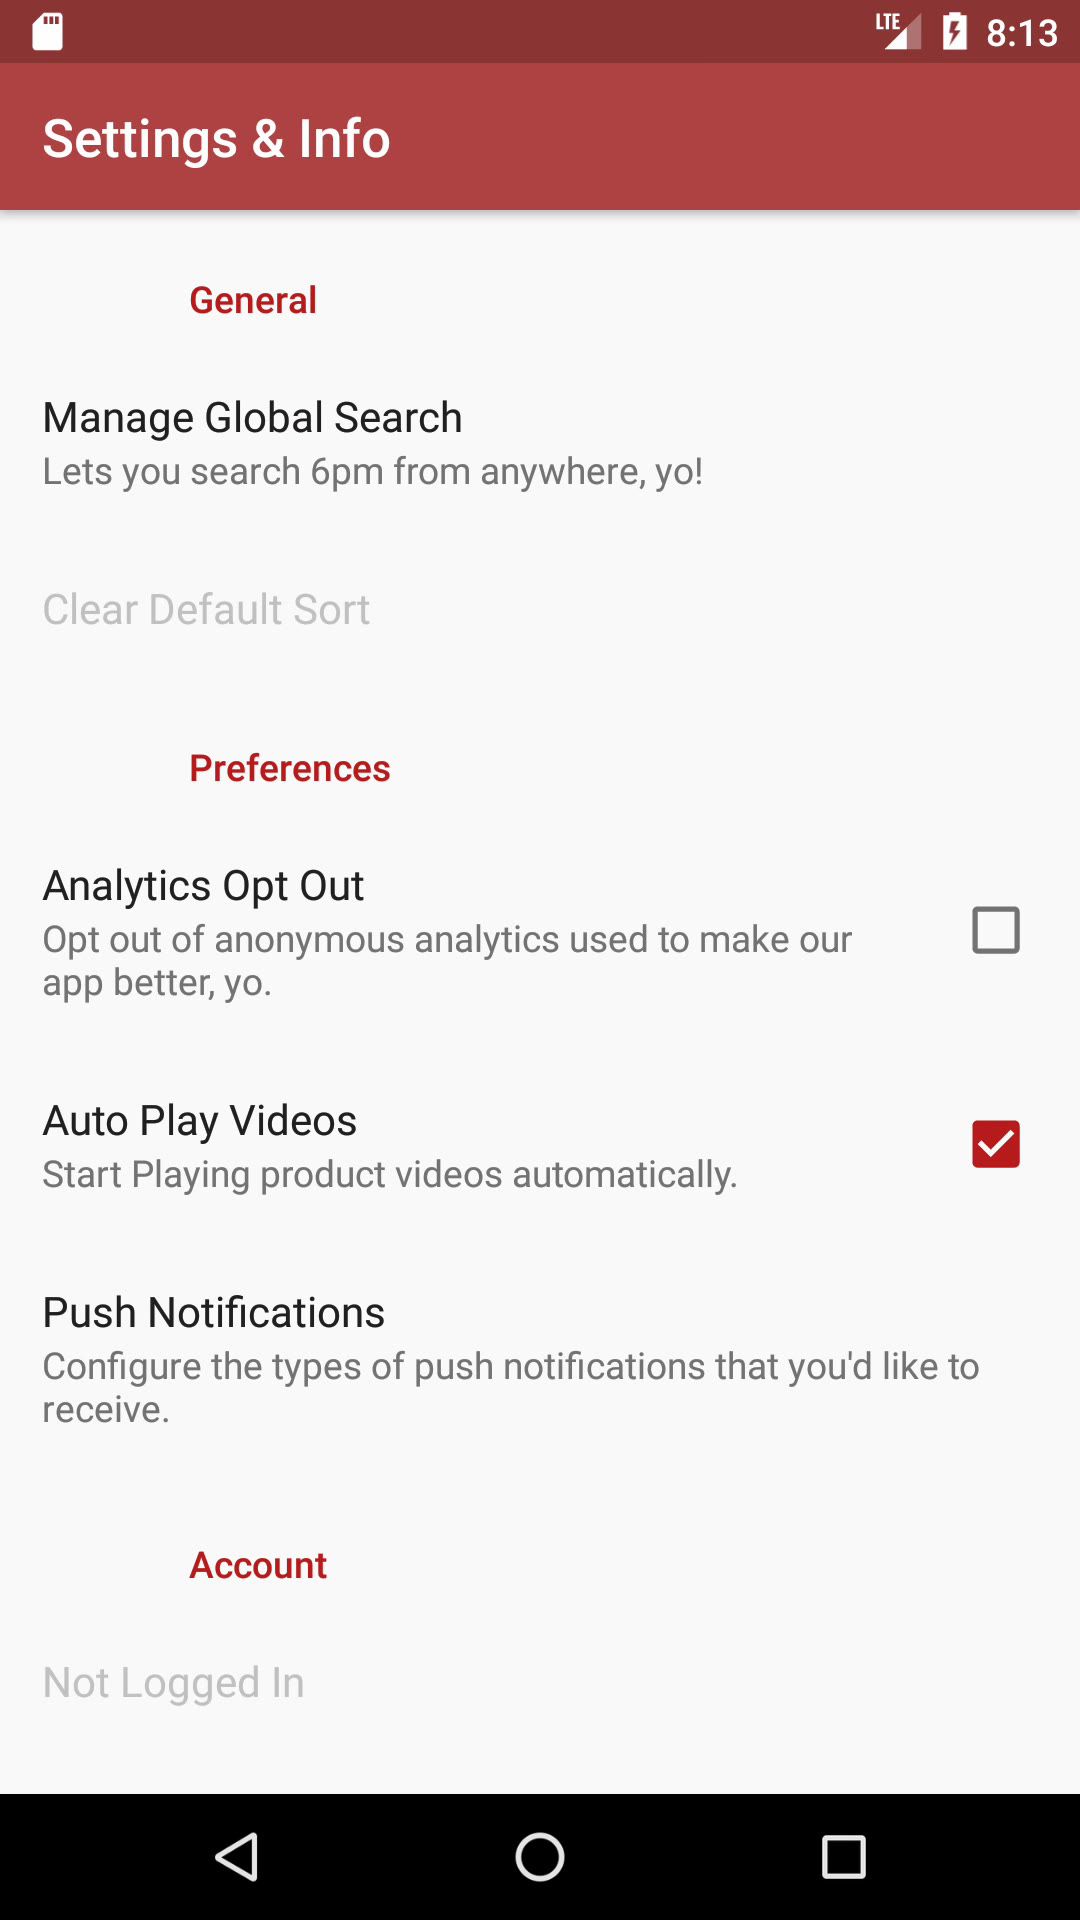 LTE 8:13
Settings & Info
General
Manage Global Search
Lets you search 6pm from anywhere, yo!
Clear Default Sort
Preferences
Analytics Opt Out
Opt out of anonymous analytics used to make our
app better, yo.
Auto Play Videos
Start Playing product videos automatically.
Push Notifications
Configure the types of push notifications that you'd like to
receive.
Account
Not Logged In